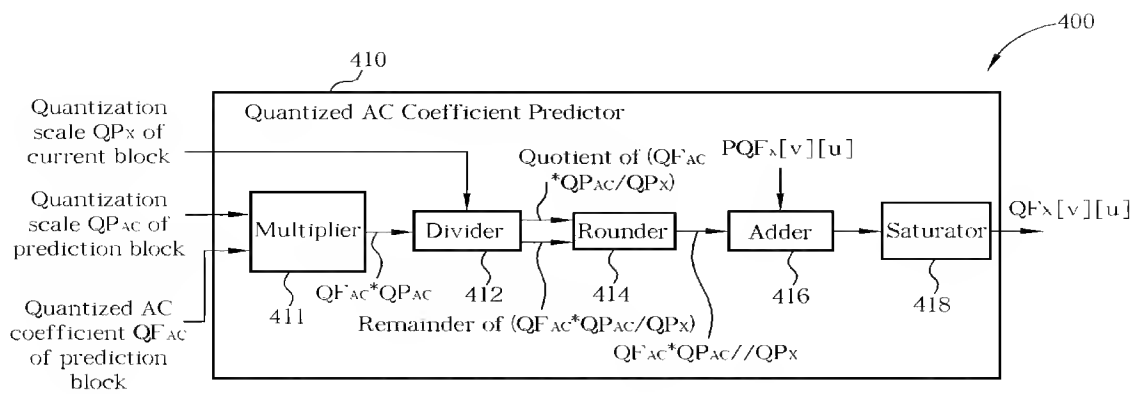 400
410
Quantization
scale QPX of
current block
Quantized AC Coefficient Predictor
Quotient of (QFAC
*QPAC/QPX)
PQFX[v][u]
Quantization
scale QPAC of
prediction block
Multiplier
Divider
Rounder
Adder
Saturator
QFX[v][u]
411
QFAC*QPAC
412
414
416
418
Quantized AC
coefficient QFAC
of prediction
block
Remainder of (QFAC*QPAC/QPX)
QFAC*QPAC//QPX